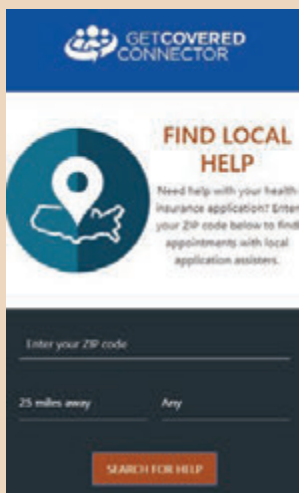 GETCOVERED
CONNECTOR
FIND LOCAL
HELP
Need help with your health
insurance application? Enter
your ZIP code below to find
appointments with local
application assisters.
Enter your ZIP code
25 miles away Any
SEARCH FOR HELP